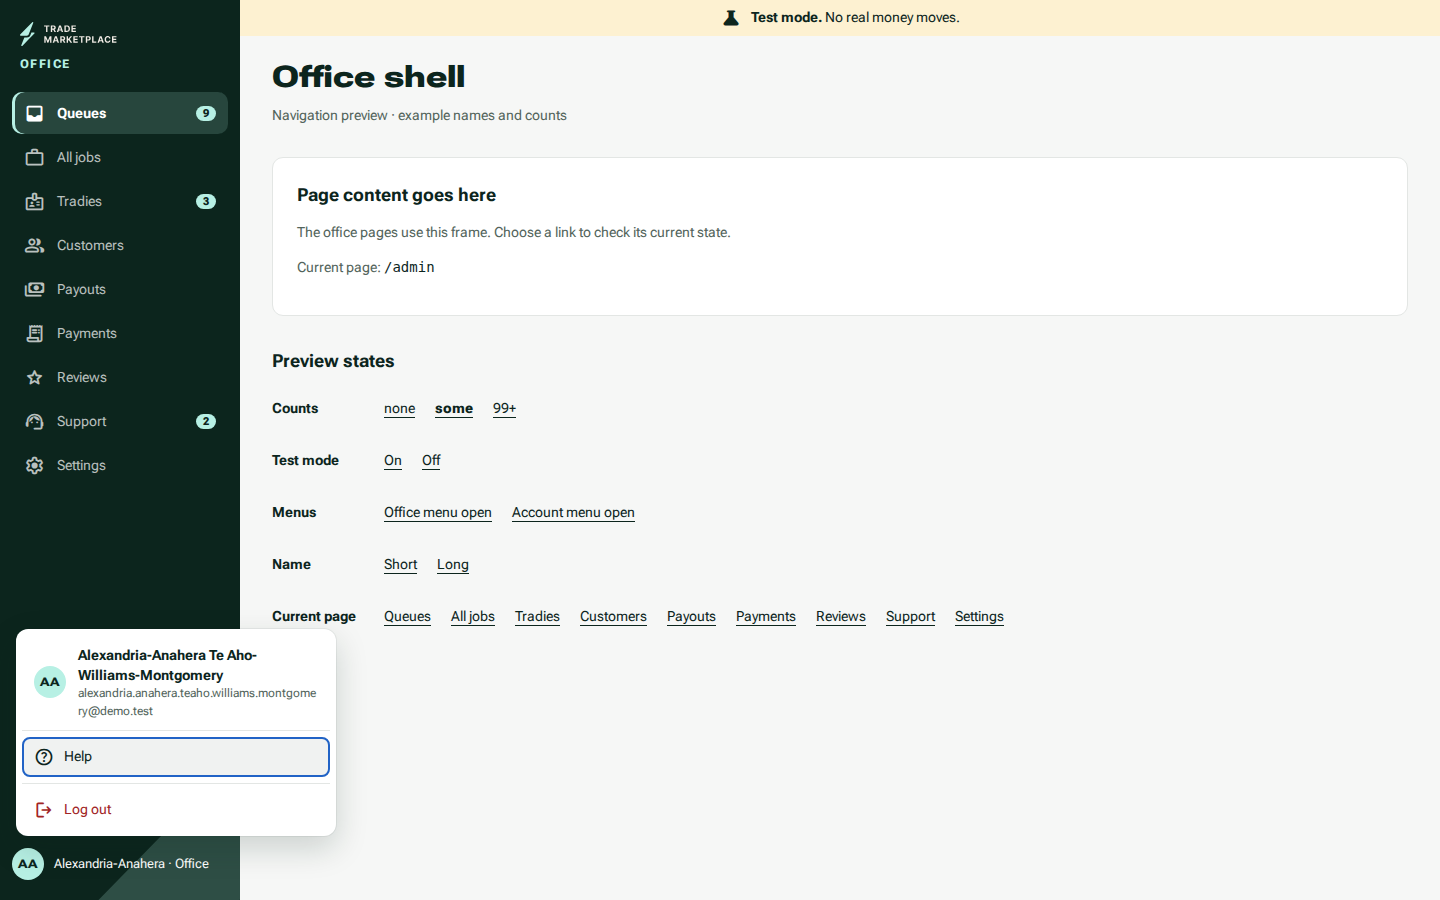 TRADE
MARKETPLACE
OFFICE
Queues 9
All jobs
Tradies 3
Customers
Payouts
Payments
Reviews
Support 2
Settings
Test mode. No real money moves.
Office shell
Navigation preview · example names and counts
Page content goes here
The office pages use this frame. Choose a link to check its current state.
Current page: /admin
Preview states
Counts none some 99+
Test mode On Off
Menus Office menu open Account menu open
Name Short Long
Current page Queues All jobs Tradies Customers Payouts Payments Reviews Support Settings
AA
Alexandria-Anahera Te Aho-
Williams-Montgomery
alexandria.anahera.teaho.williams.montgome
ry@demo.test
Help
Log out
AA Alexandria-Anahera · Office